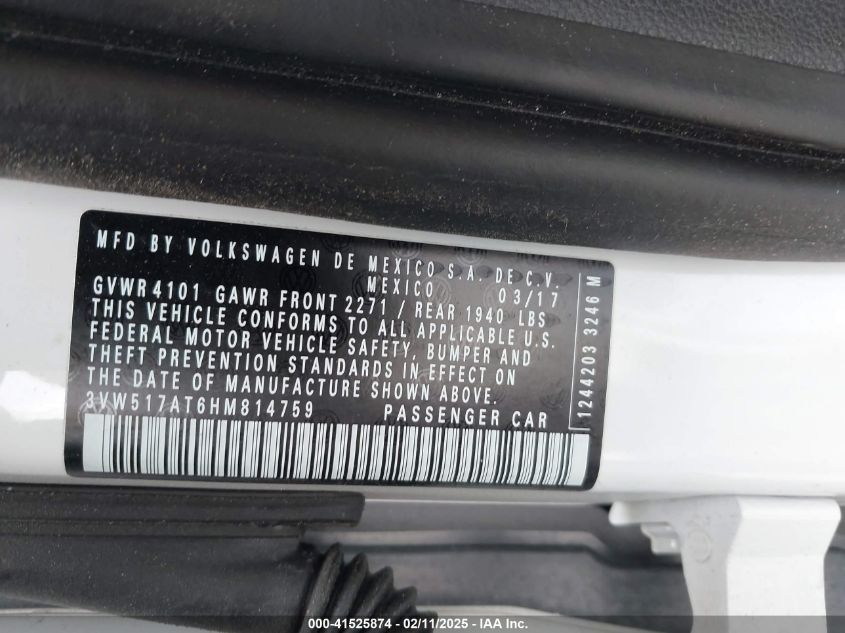 MFD BY VOLKSWAGEN DE MEXICO S.A. DE C.V.
MEXICO 03/17
GVWR 4101 GAWR FRONT 2271 / REAR 1940 LBS
THIS VEHICLE CONFORMS TO ALL APPLICABLE U.S.
FEDERAL MOTOR VEHICLE SAFETY, BUMPER AND
THEFT PREVENTION STANDARDS IN EFFECT ON
THE DATE OF MANUFACTURE SHOWN ABOVE.
3VW517AT6HM814759 PASSENGER CAR
1244203 3246 M
000-41525874 - 02/11/2025 - IAA Inc.